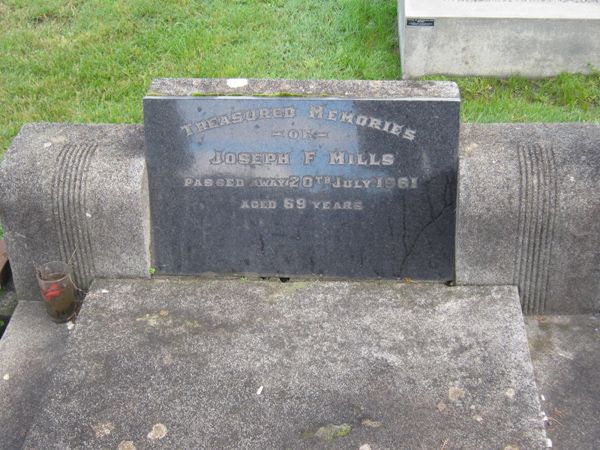 TREASURED MEMORIES
- OF -
JOSEPH F MILLS
PASSED AWAY 20TH JULY 1961
AGED 69 YEARS